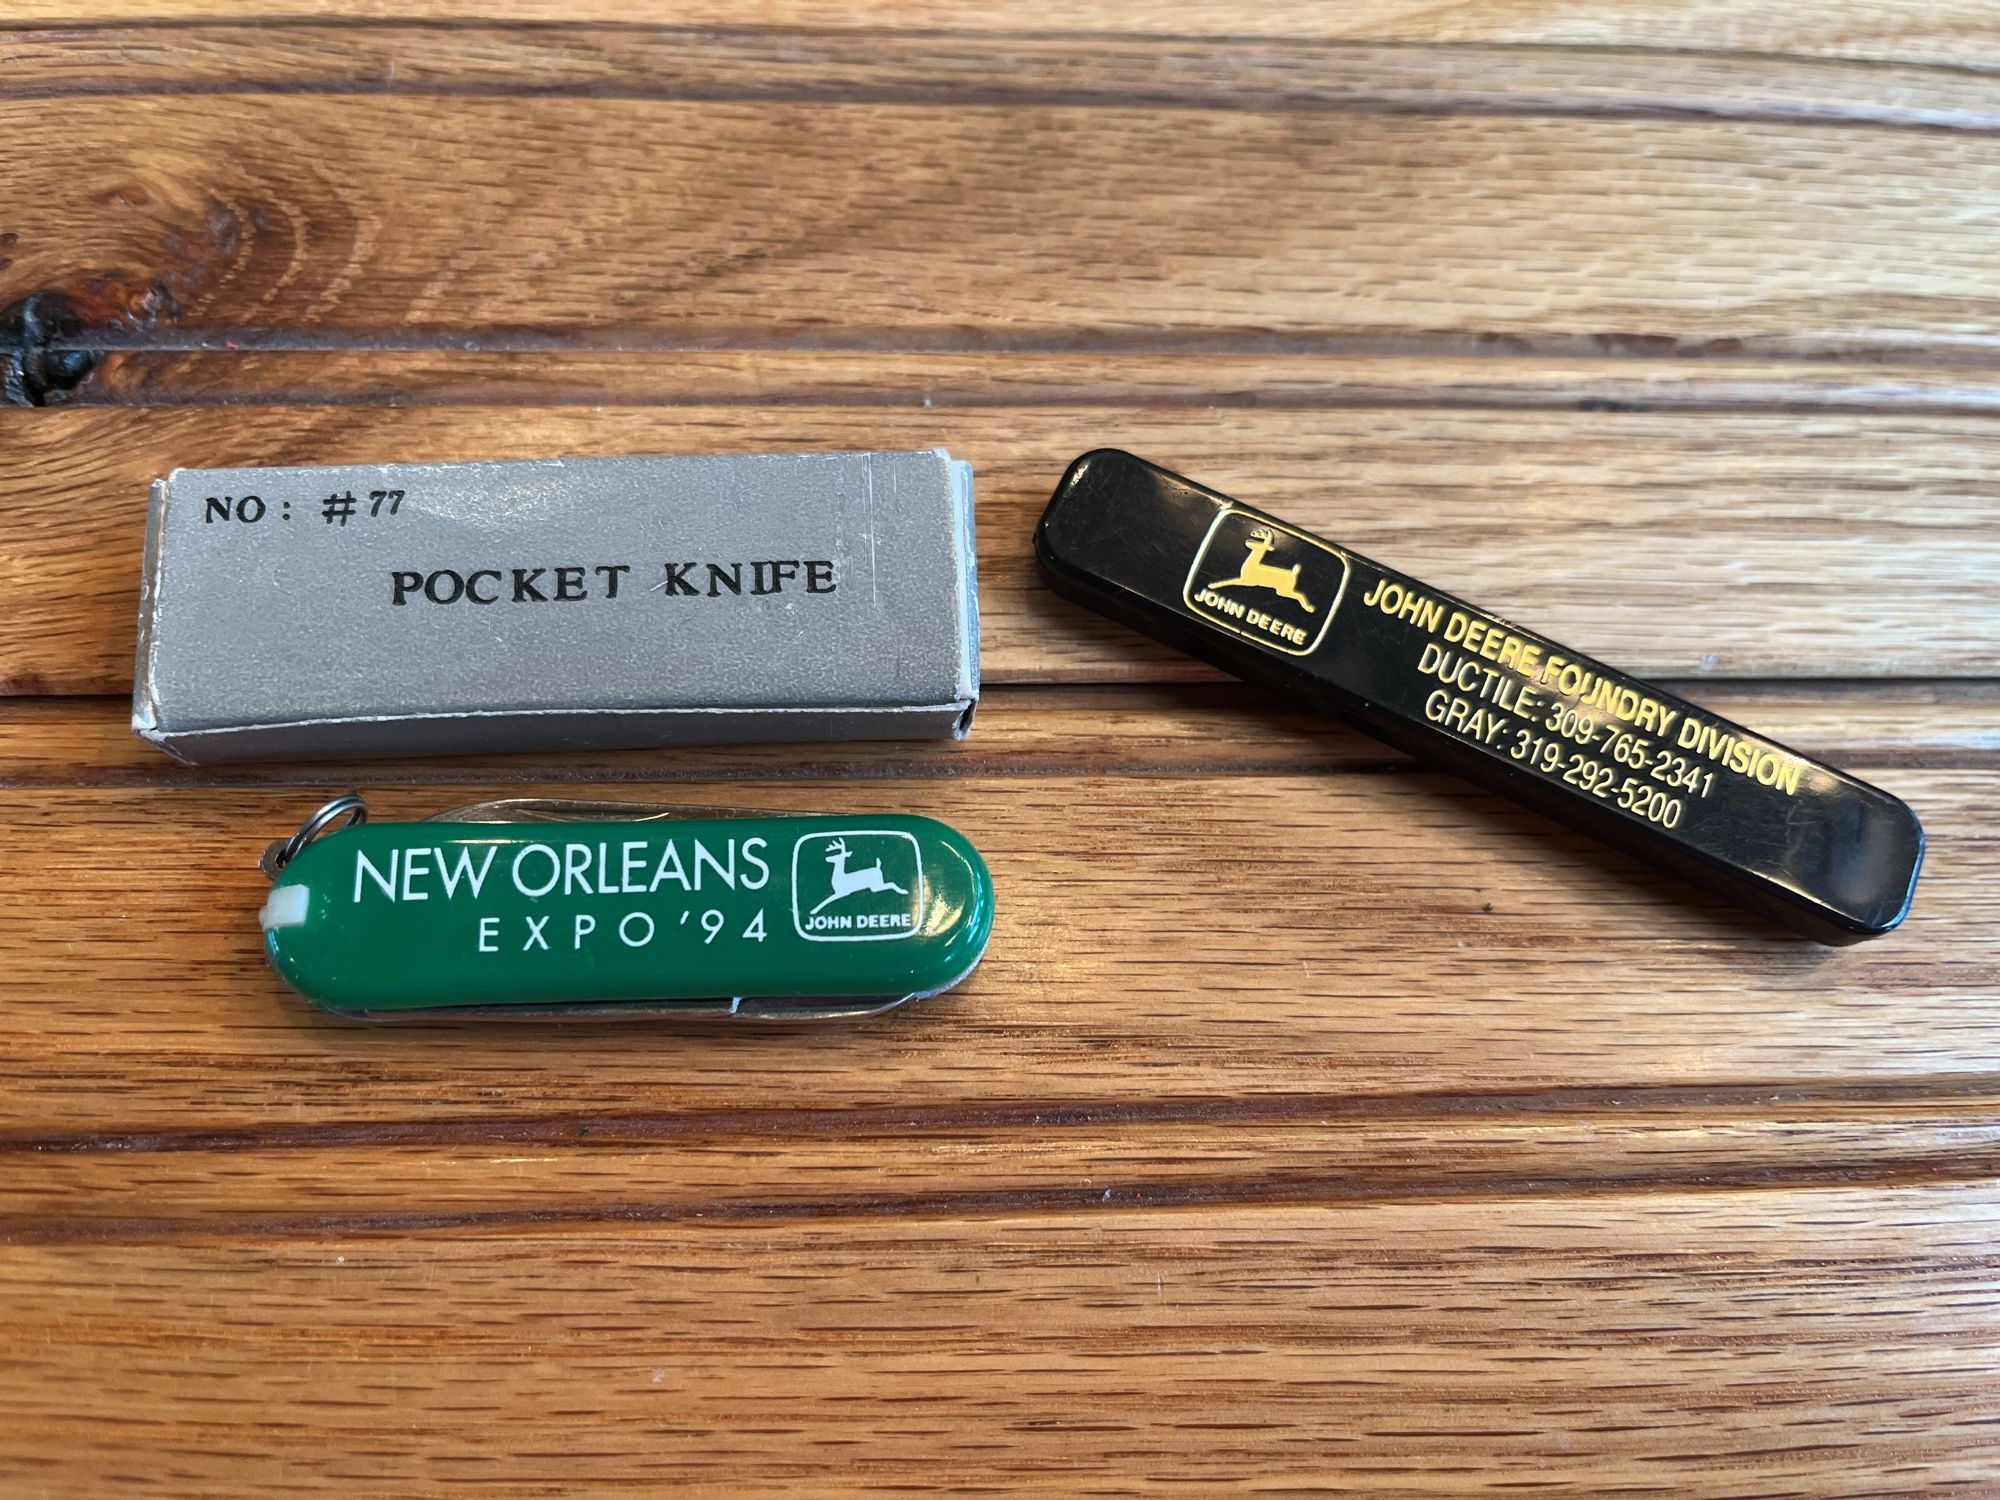 NO: #77
POCKET KNIFE
NEW ORLEANS
EXPO '94
JOHN DEERE
JOHN DEERE
JOHN DEERE FOUNDRY DIVISION
DUCTILE: 309-765-2341
GRAY: 319-292-5200